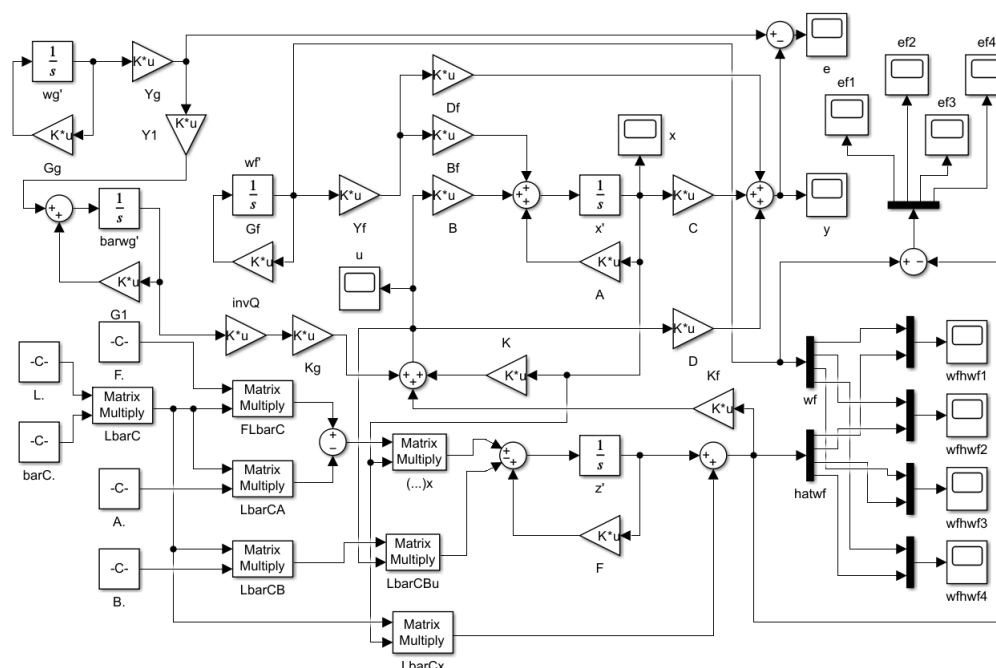 1
s
wg'
K*u
Yg
e
K*u
Gg
Y1
K*u
ef1
ef2
ef3
ef4
K*u
Df
x
1
s
barwg'
wf'
1
s
Gf
K*u
Yf
K*u
Bf
K*u
B
1
s
x'
K*u
C
y
K*u
A
K*u
u
K*u
G1
invQ
K*u
K*u
Kg
K
K*u
K*u
D
Kf
K*u
wf
wfhwf1
-C-
F.
-C-
L.
Matrix
Multiply
LbarC
-C-
barC.
Matrix
Multiply
FLbarC
wfhwf2
-C-
A.
Matrix
Multiply
LbarCA
Matrix
Multiply
(...)x
1
s
z'
hatwf
wfhwf3
K*u
F
-C-
B.
Matrix
Multiply
LbarCB
Matrix
Multiply
LbarCBu
wfhwf4
Matrix
Multiply
LbarCx